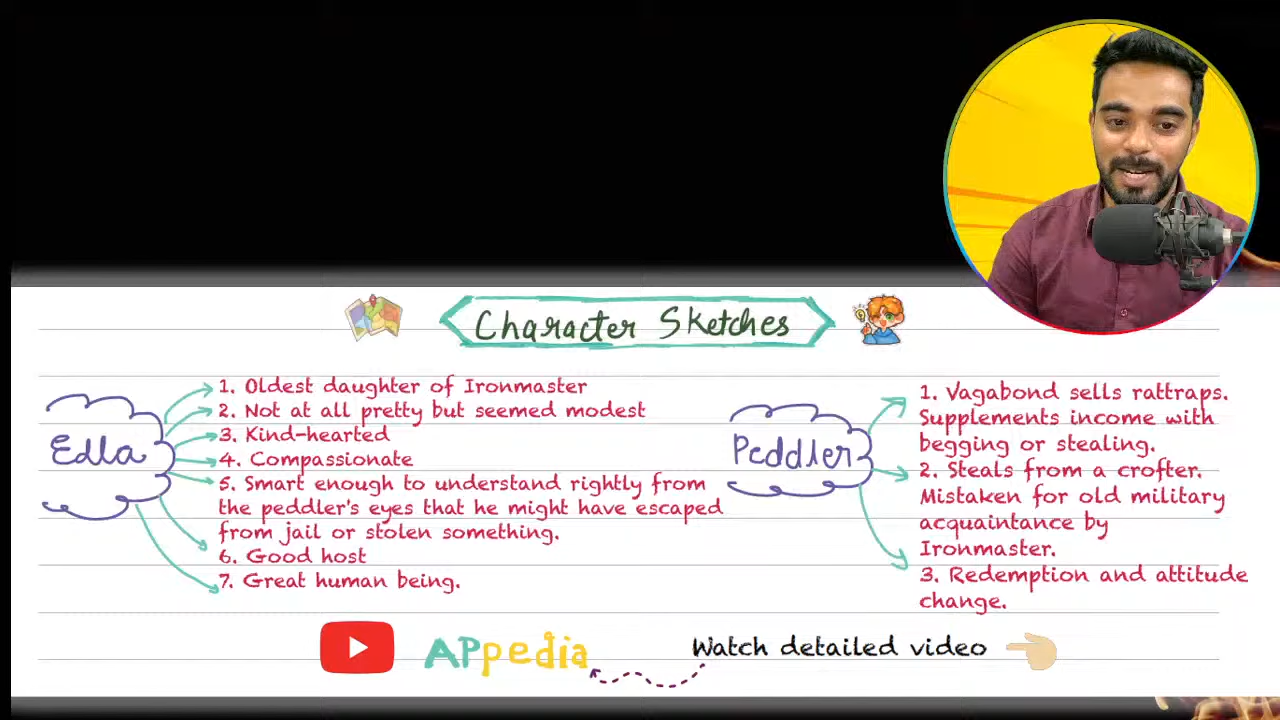 Character Sketches
Edla
1. Oldest daughter of Ironmaster
2. Not at all pretty but seemed modest
3. Kind-hearted
4. Compassionate
5. Smart enough to understand rightly from
the peddler's eyes that he might have escaped
from jail or stolen something.
6. Good host
7. Great human being.
Peddler
1. Vagabond sells rattraps.
Supplements income with
begging or stealing.
2. Steals from a crofter.
Mistaken for old military
acquaintance by
Ironmaster.
3. Redemption and attitude
change.
APpedia
Watch detailed video